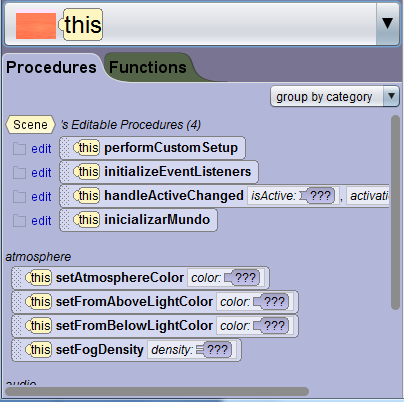 this
Procedures Functions
group by category
Scene 's Editable Procedures (4)
edit this performCustomSetup
edit this initializeEventListeners
edit this handleActiveChanged isActive: ??? , activati
edit this inicializarMundo
atmosphere
this setAtmosphereColor color: ???
this setFromAboveLightColor color: ???
this setFromBelowLightColor color: ???
this setFogDensity density: ???
audio